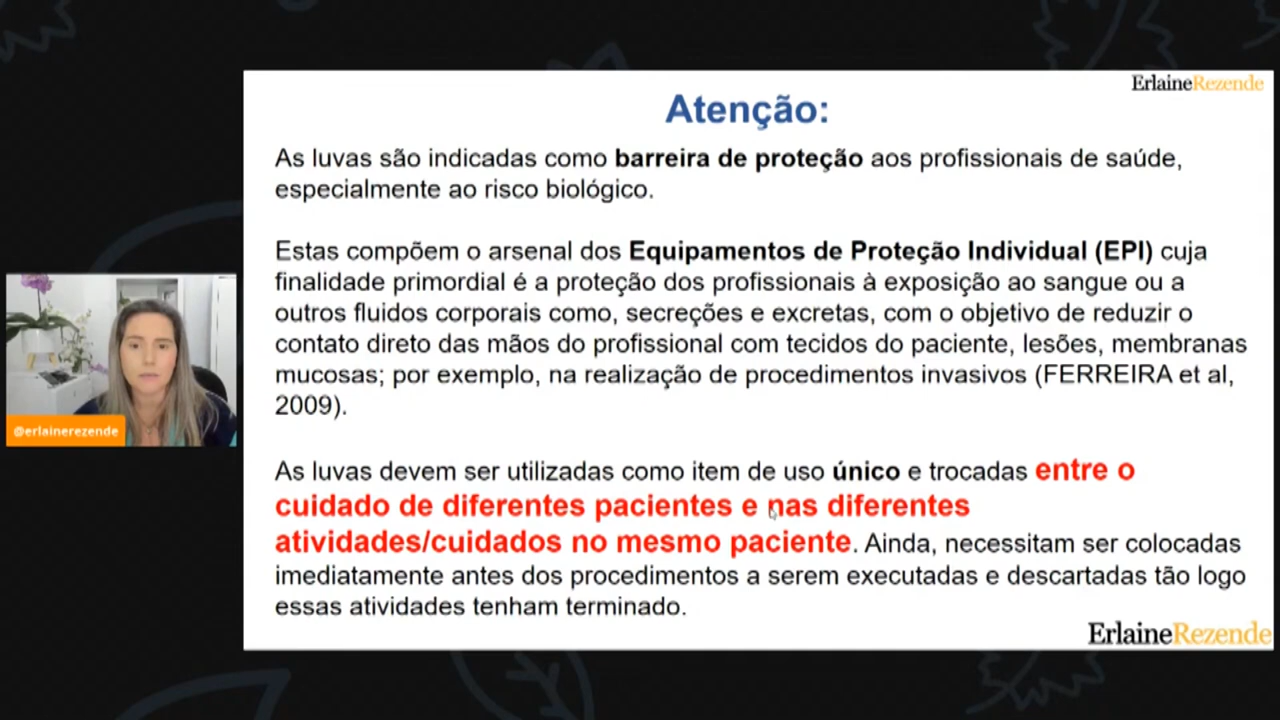 ErlaineRezende
Atenção:
As luvas são indicadas como barreira de proteção aos profissionais de saúde,
especialmente ao risco biológico.
Estas compõem o arsenal dos Equipamentos de Proteção Individual (EPI) cuja
finalidade primordial é a proteção dos profissionais à exposição ao sangue ou a
outros fluidos corporais como, secreções e excretas, com o objetivo de reduzir o
contato direto das mãos do profissional com tecidos do paciente, lesões, membranas
mucosas; por exemplo, na realização de procedimentos invasivos (FERREIRA et al,
2009).
As luvas devem ser utilizadas como item de uso único e trocadas entre o
cuidado de diferentes pacientes e nas diferentes
atividades/cuidados no mesmo paciente. Ainda, necessitam ser colocadas
imediatamente antes dos procedimentos a serem executadas e descartadas tão logo
essas atividades tenham terminado.
ErlaineRezende
@erlainerezende